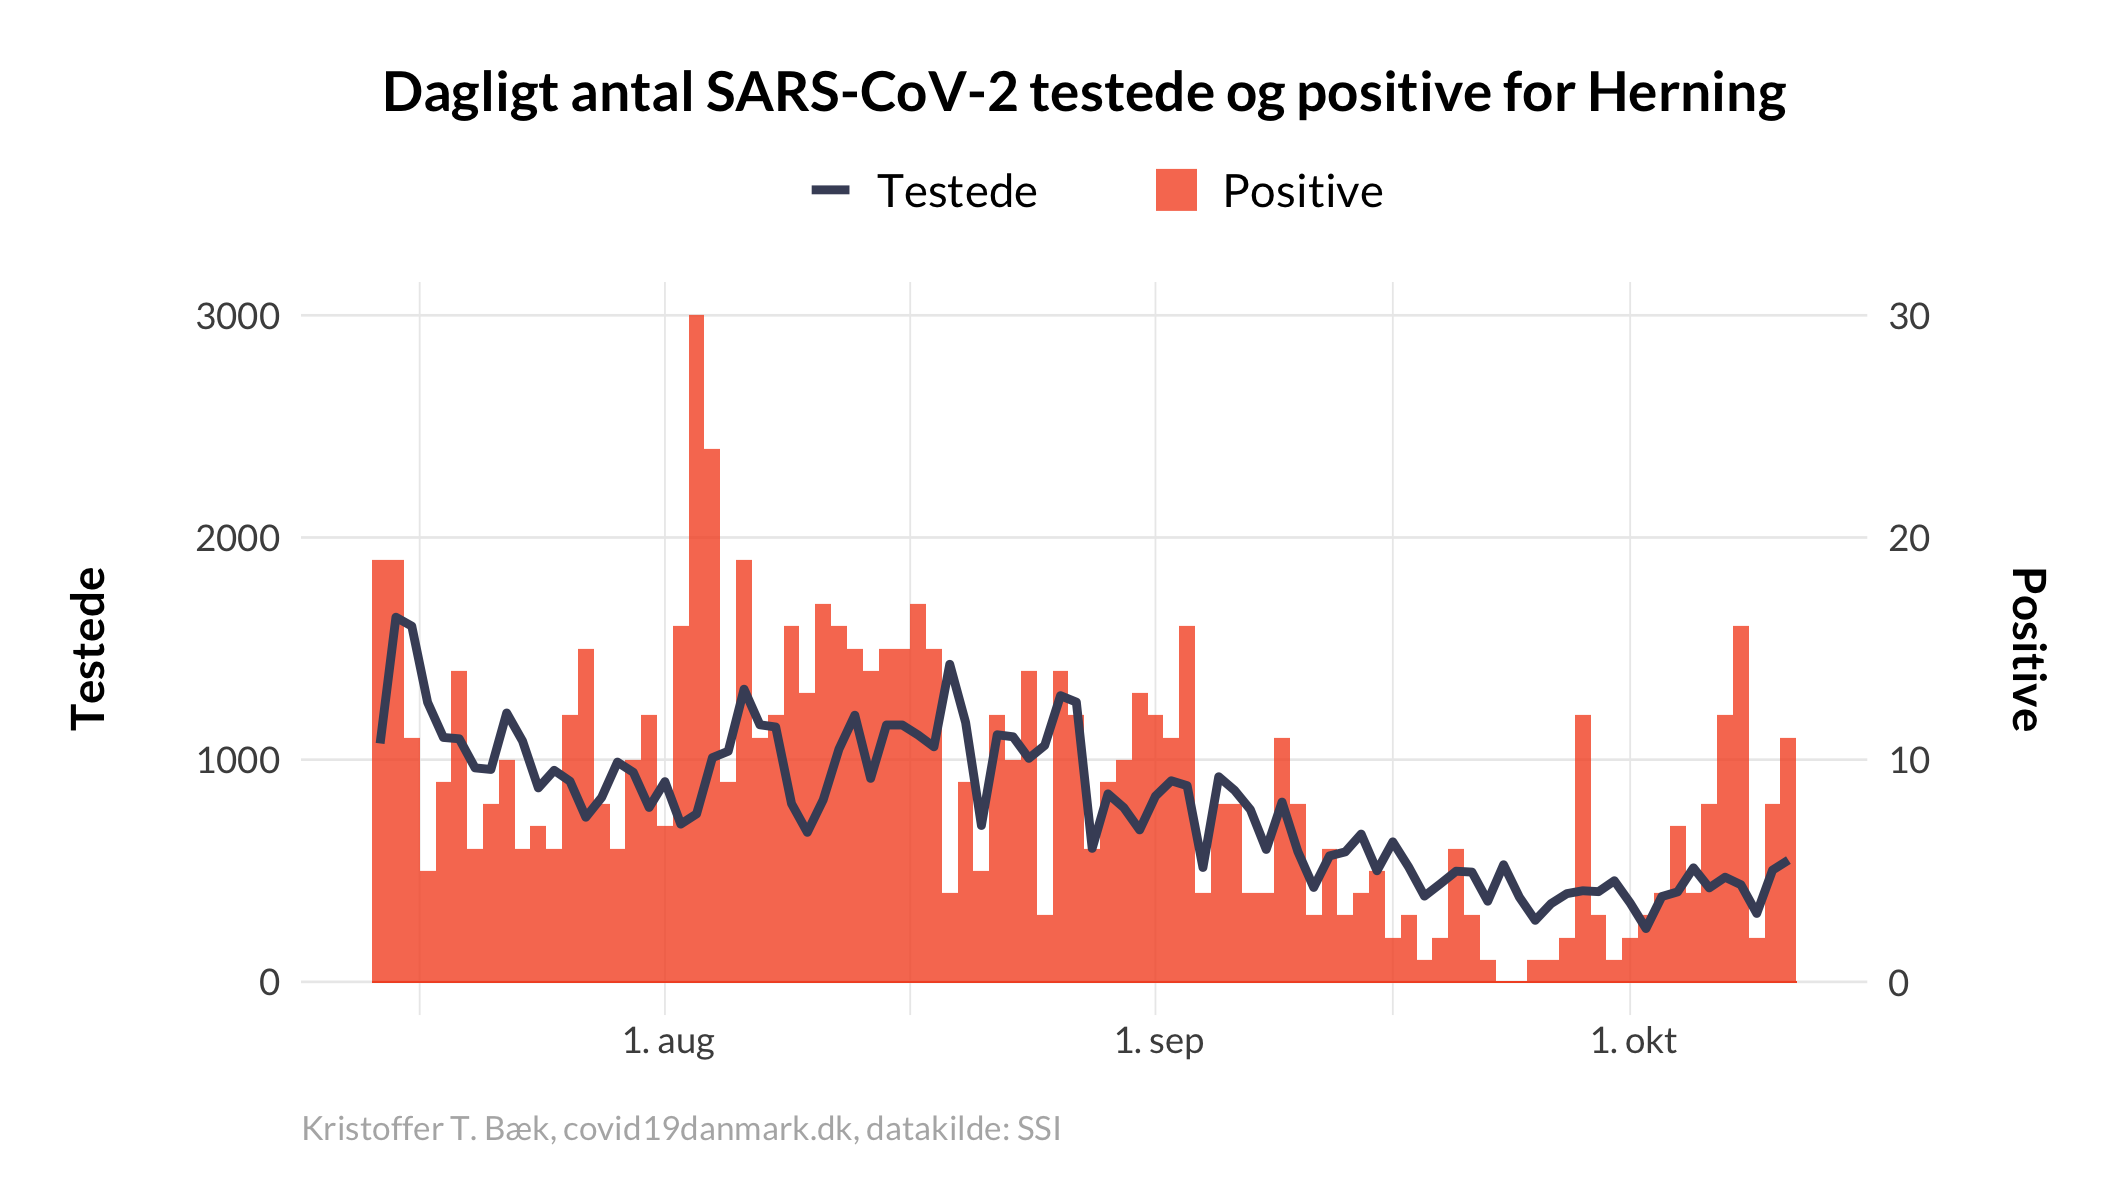 Dagligt antal SARS-CoV-2 testede og positive for Herning
Testede
Positive
3000
2000
1000
0
Testede
30
20
10
0
Positive
1. aug
1. sep
1. okt
Kristoffer T. Bæk, covid19danmark.dk, datakilde: SSI